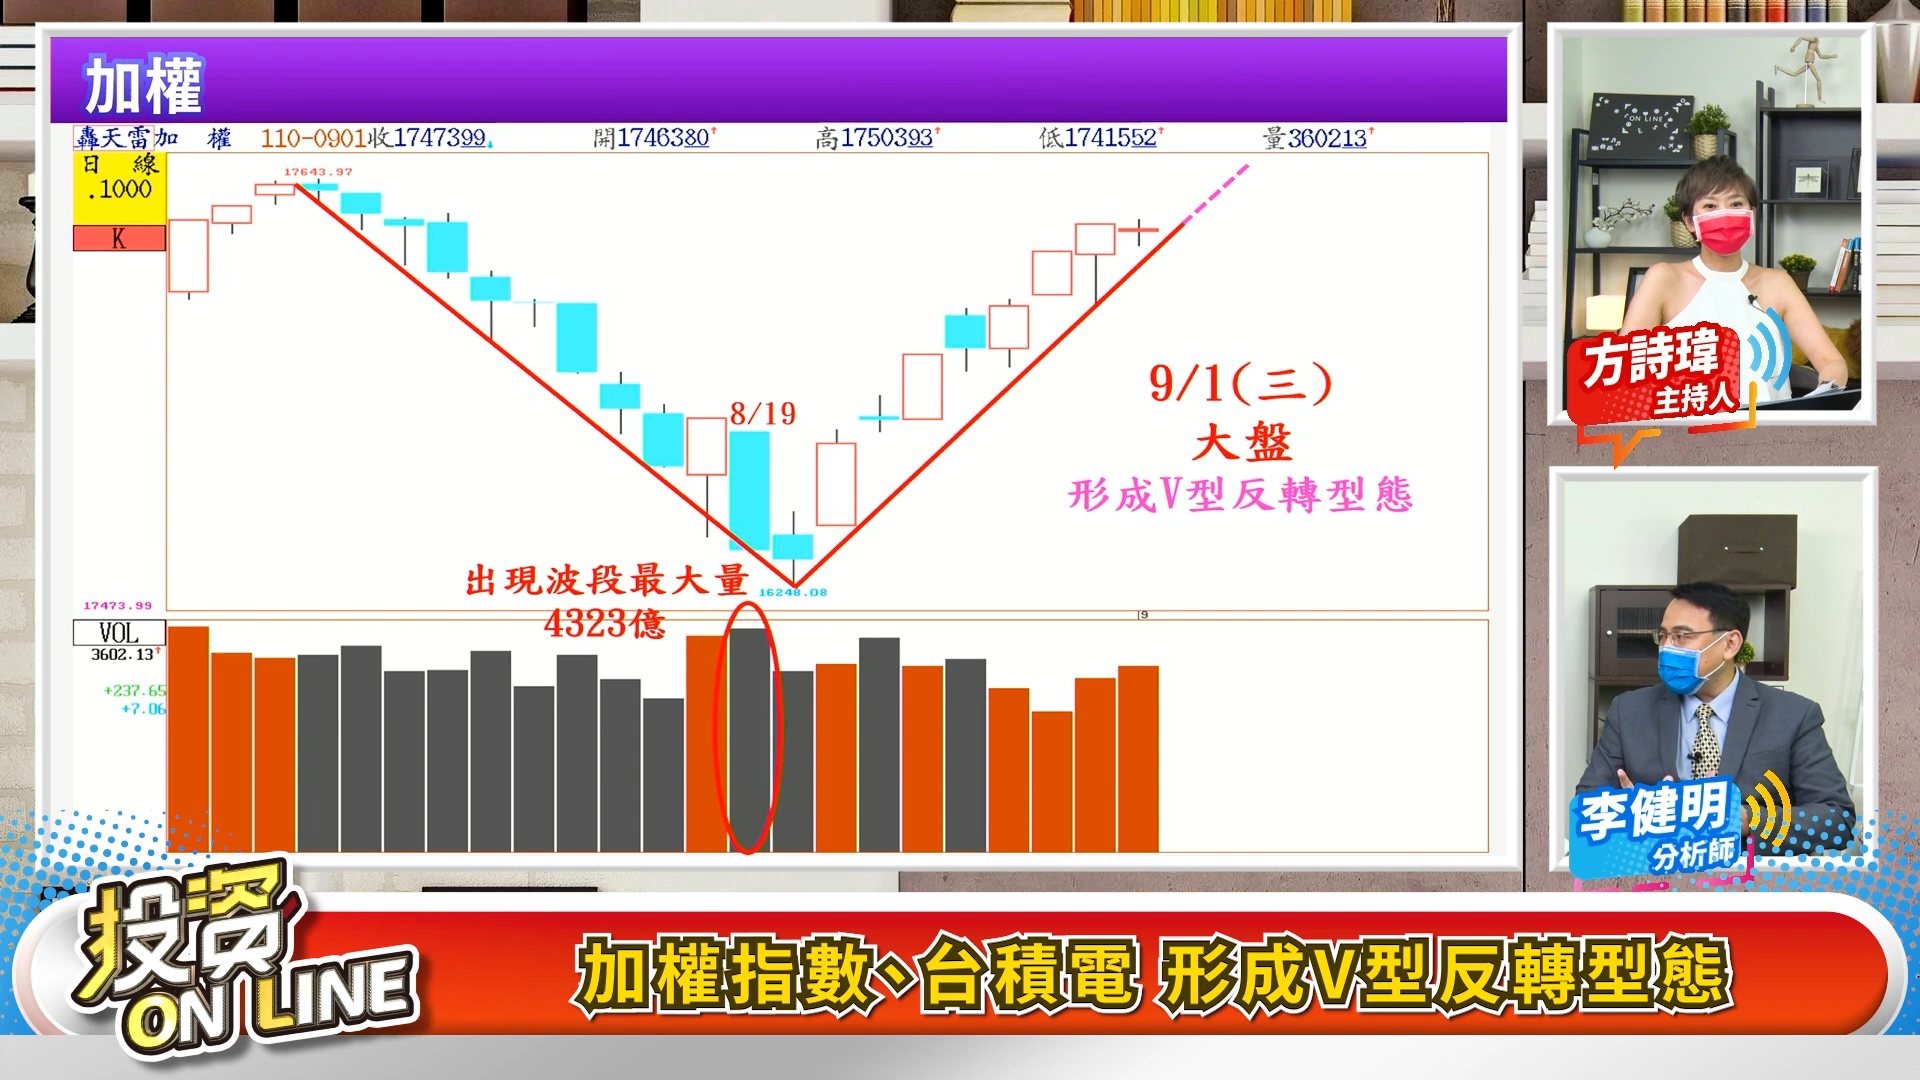 加權
轟天雷加 權 110-0901收1747399 開1746380↑ 高1750393↑ 低1741552↑ 量360213↑
日 線
.1000
K
17643.97
8/19
9/1(三)
大盤
形成V型反轉型態
出現波段最大量
4323億
16248.08
17473.99
9
VOL
3602.13↑
+237.65
+7.06
ON LINE
方詩瑋
主持人
李健明
分析師
投資
ON LINE
加權指數、台積電 形成V型反轉型態